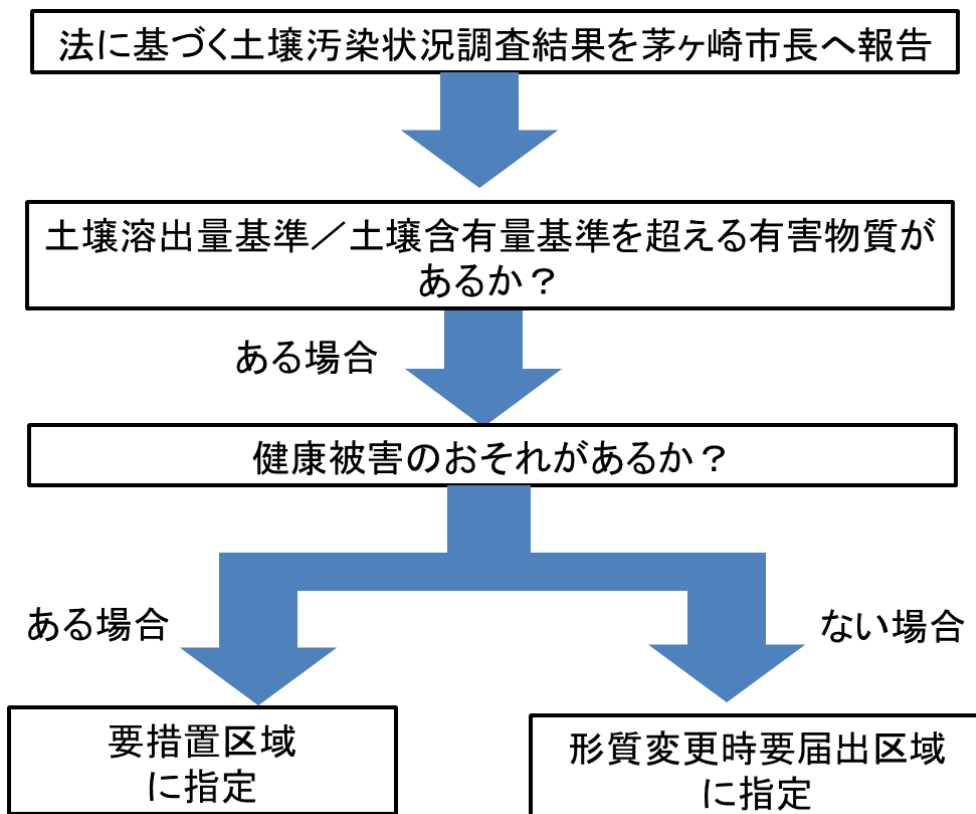 法に基づく土壌汚染状況調査結果を茅ヶ崎市長へ報告
土壌溶出量基準／土壌含有量基準を超える有害物質が
あるか？
ある場合
健康被害のおそれがあるか？
ある場合
ない場合
要措置区域
に指定
形質変更時要届出区域
に指定